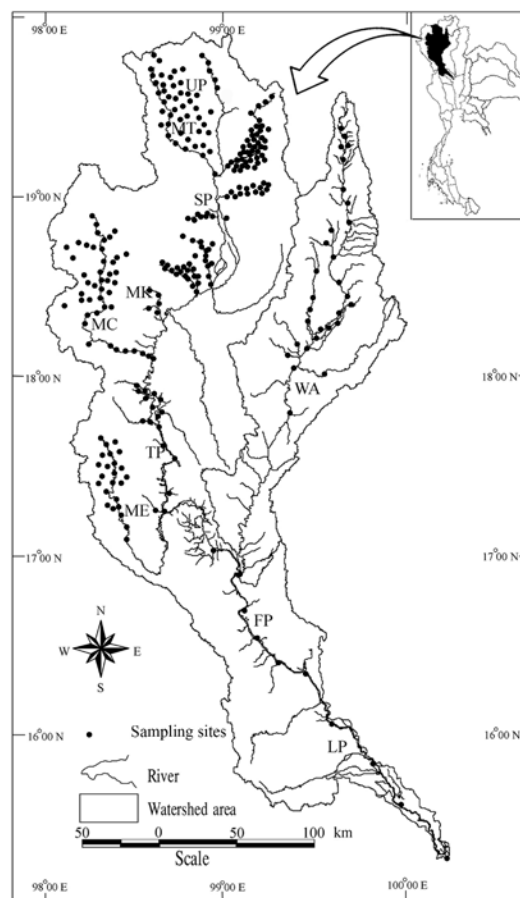 98°00′E
99°00′E
UP
MT
19°00 N
19°00 N
SP
MK
MC
18°00 N
18°00 N
WA
TP
ME
17°00 N
17°00 N
FP
N
W E
S
Sampling sites
16°00 N
16°00 N
LP
River
Watershed area
50 0 50 100 km
Scale
98°00 E
99°00 E
100°00 E